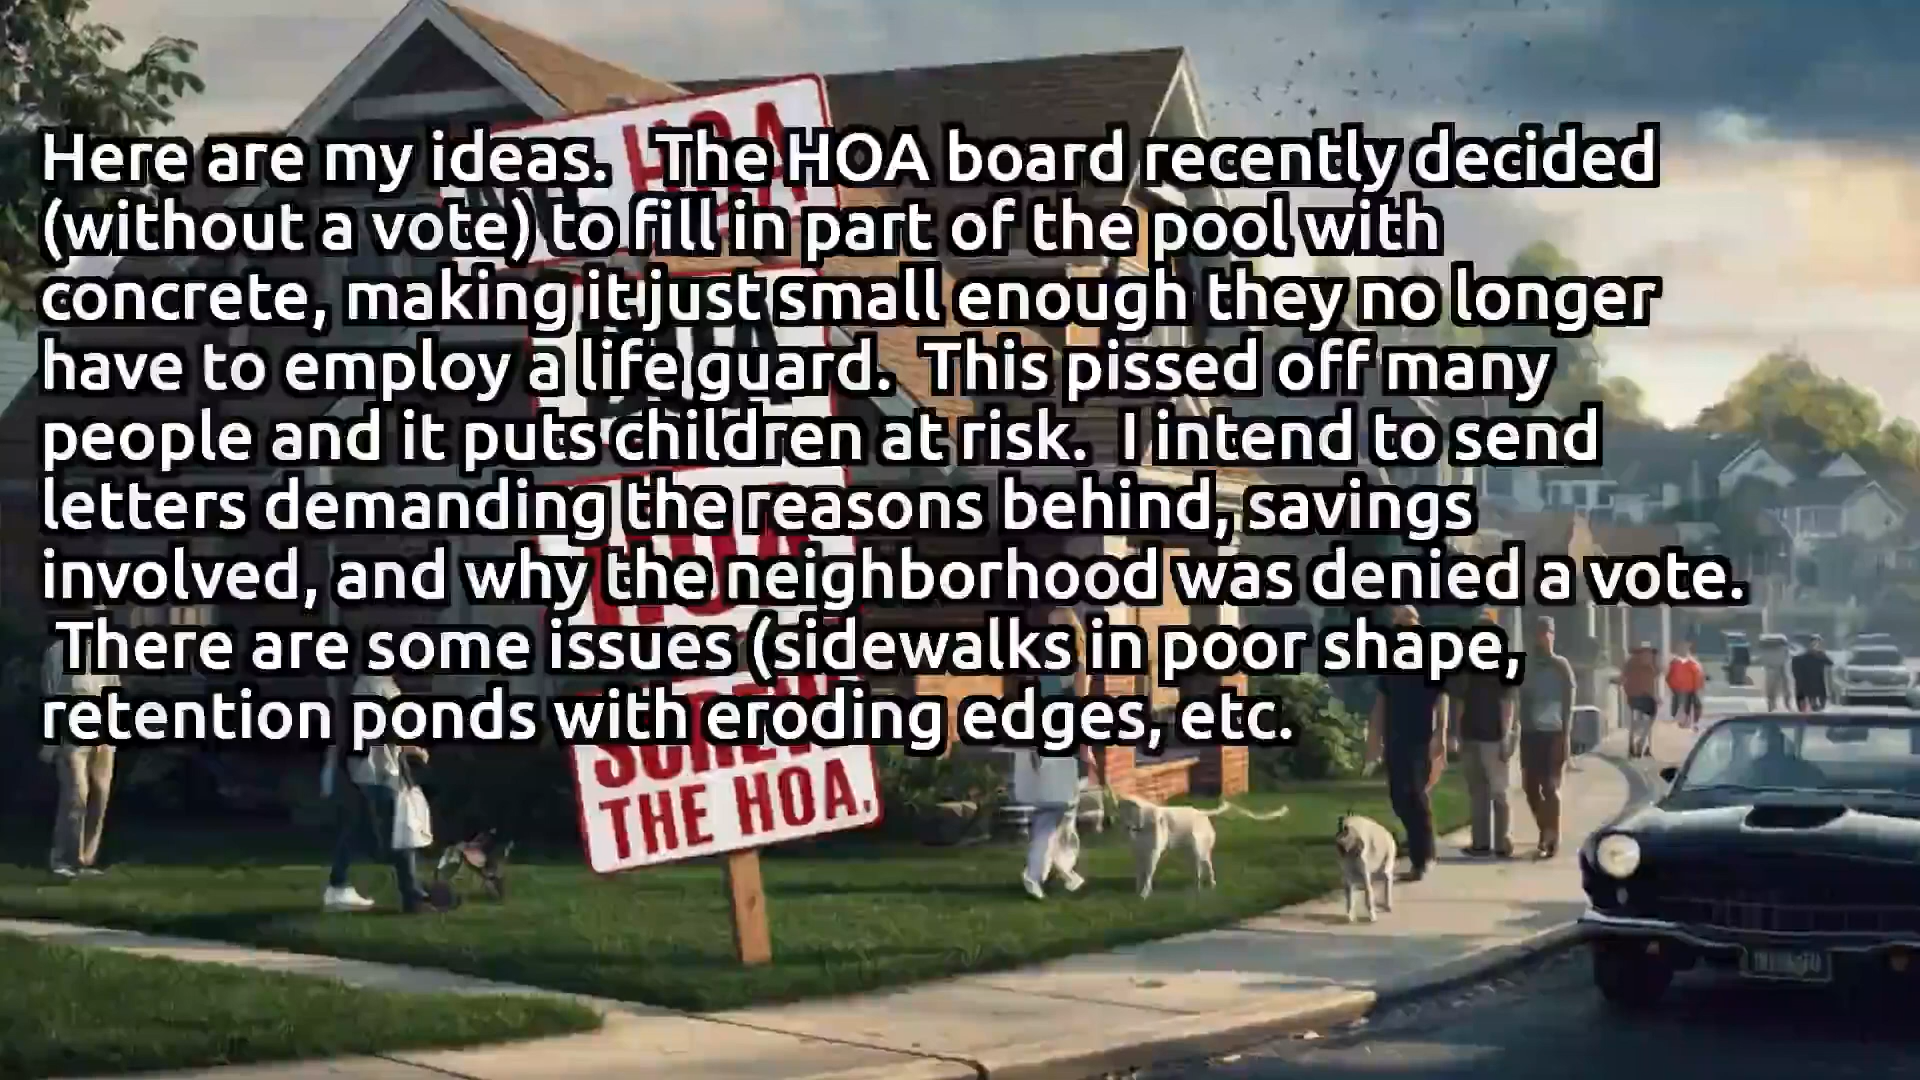 Here are my ideas.   The HOA board recently decided
(without a vote) to fill in part of the pool with
concrete, making it just small enough they no longer
have to employ a life guard.  This pissed off many
people and it puts children at risk.  I intend to send
letters demanding the reasons behind, savings
involved, and why the neighborhood was denied a vote.
There are some issues (sidewalks in poor shape,
retention ponds with eroding edges, etc.
HOA
HOA
SCREW
THE HOA.